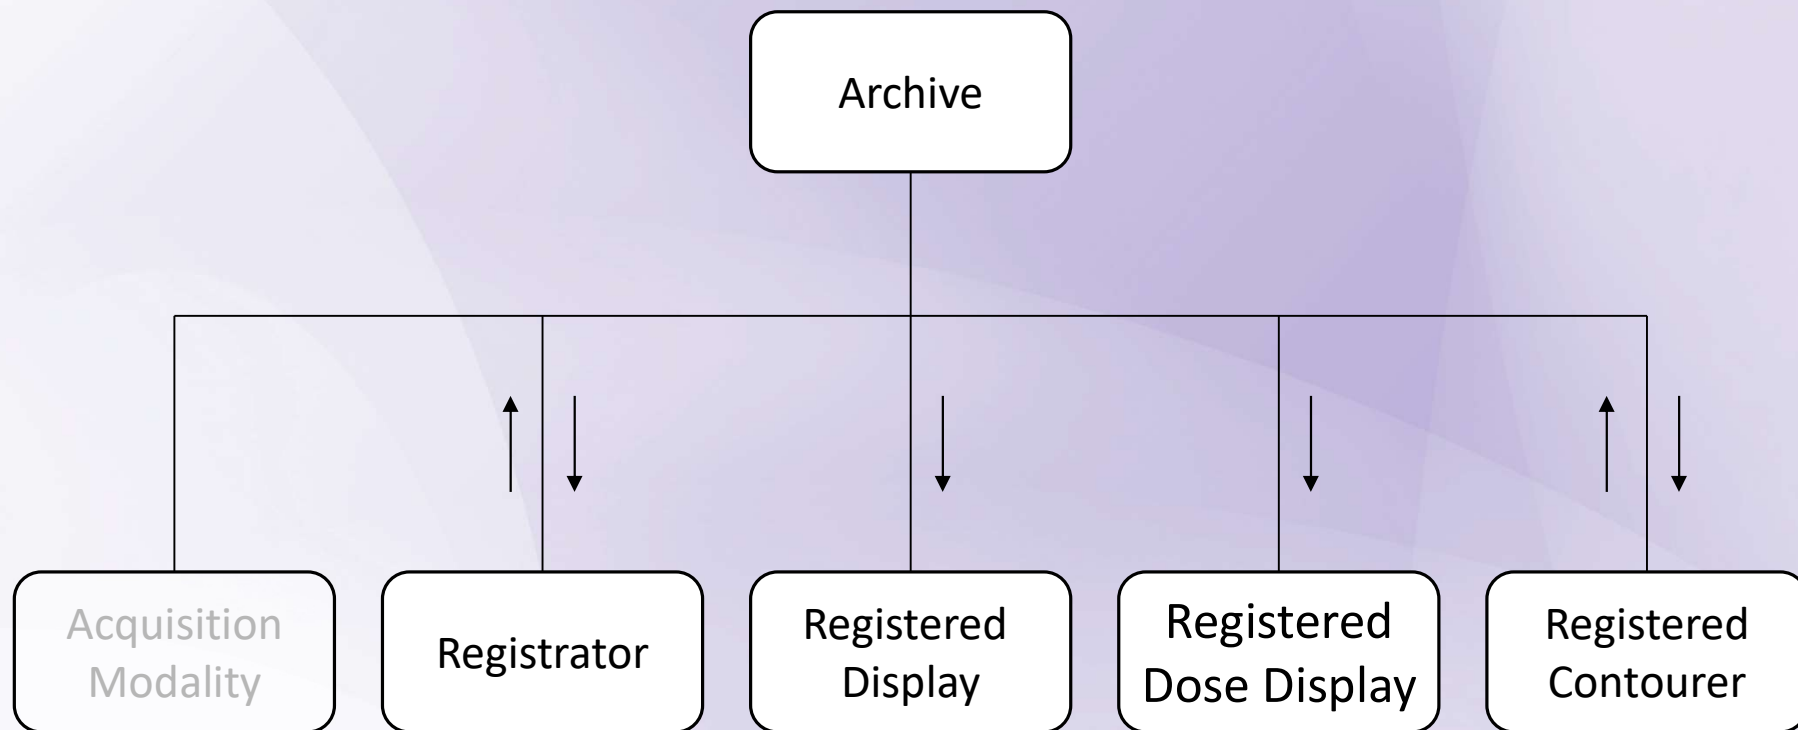 Archive
Acquisition
Modality
Registrator
Registered
Display
Registered
Dose Display
Registered
Contourer